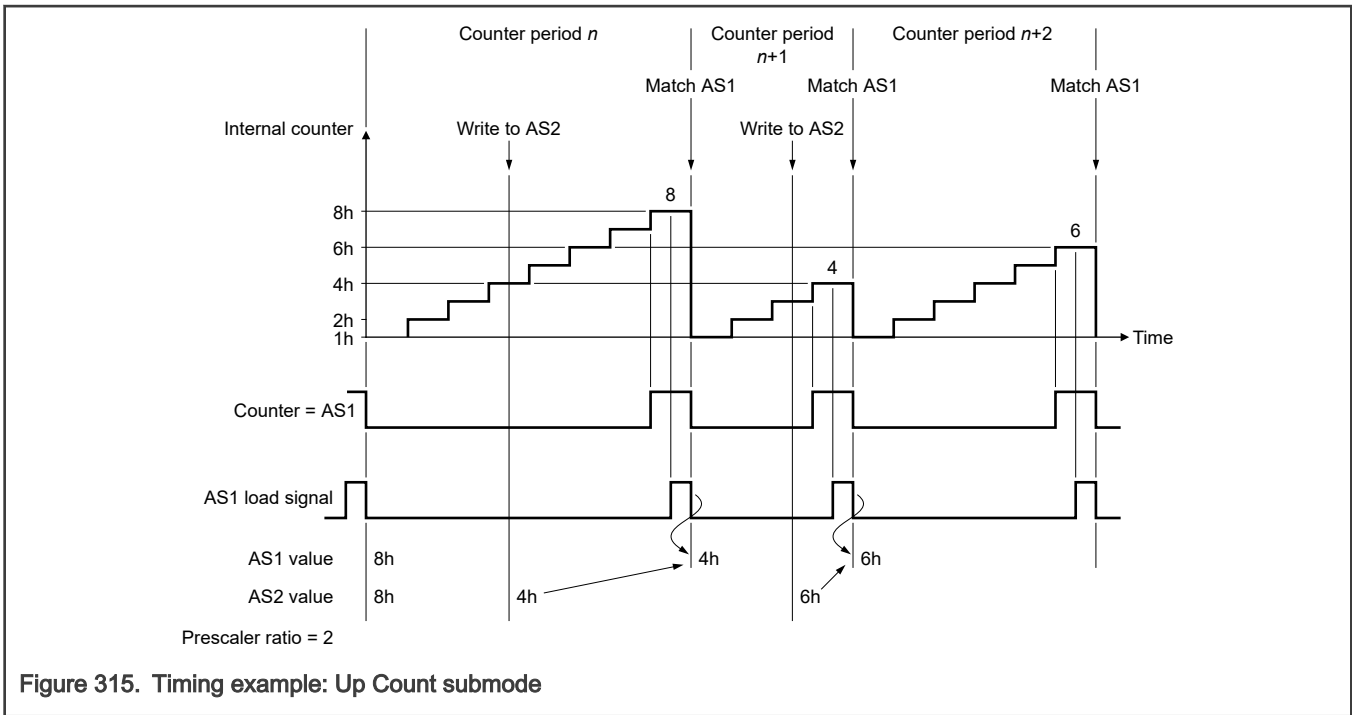 Counter period n
Counter period
n+1
Counter period n+2
Match AS1
Match AS1
Match AS1
Internal counter
Write to AS2
Write to AS2
8
8h
6h
6
4h
4
2h
1h
Time
Counter = AS1
AS1 load signal
AS1 value
8h
4h
6h
AS2 value
8h
4h
6h
Prescaler ratio = 2
Figure 315. Timing example: Up Count submode